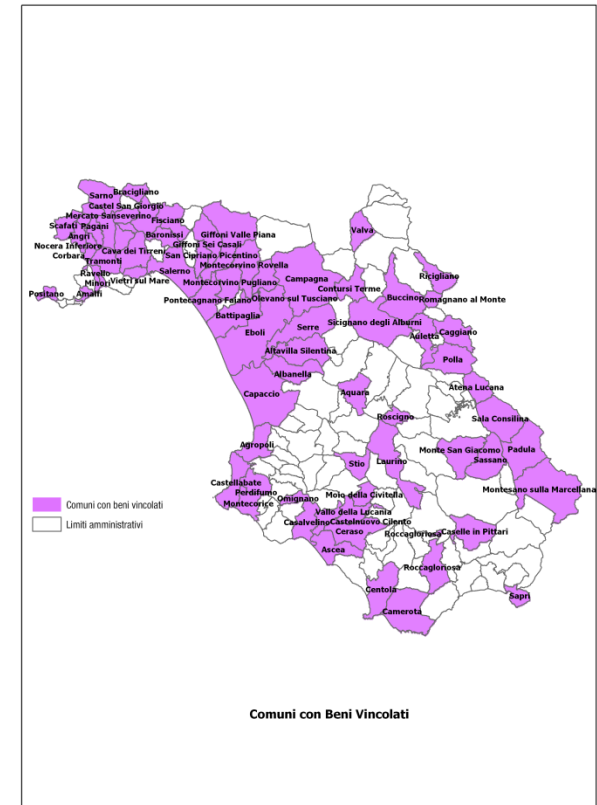 Bracigliano
Sarno
Castel San Giorgio
Mercato Sanseverino
Fisciano
Scafati
Pagani
Angri
Baronissi
Giffoni Valle Piana
Valva
Nocera Inferiore
Cava dei Tirreni
Giffoni Sei Casali
Corbara
San Cipriano Picentino
Tramonti
Montecorvino Rovella
Ravello
Salerno
Campagna
Ricigliano
Minori
Vietri sul Mare
Montecorvino Pugliano
Contursi Terme
Positano
Amalfi
Pontecagnano Faiano
Olevano sul Tusciano
Buccino
Romagnano al Monte
Battipaglia
Sicignano degli Alburni
Eboli
Serre
Caggiano
Auletta
Altavilla Silentina
Polla
Albanella
Atena Lucana
Capaccio
Aquara
Roscigno
Sala Consilina
Agropoli
Monte San Giacomo
Padula
Stio
Laurino
Sassano
Castellabate
Perdifumo
Omignano
Moio della Civitella
Montesano sulla Marcellana
Montecorice
Vallo della Lucania
Casalvelino
Castelnuovo Cilento
Ceraso
Roccagloriosa
Caselle in Pittari
Ascea
Roccagloriosa
Centola
Camerota
Sapri
Comuni con beni vincolati
Limiti amministrativi
Comuni con Beni Vincolati